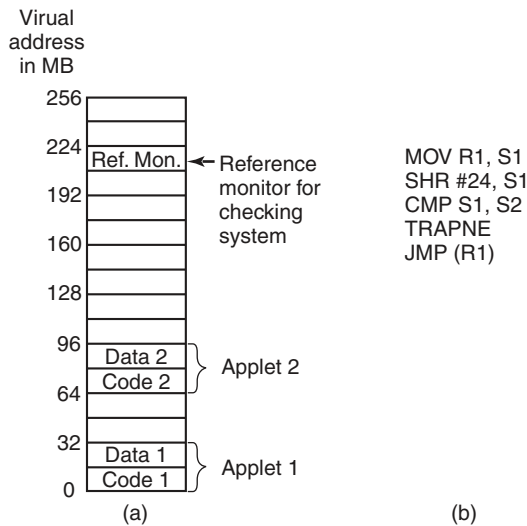 Virual
address
in MB
256
224
Ref. Mon.
Reference
monitor for
checking
system
192
160
128
96
Data 2
Code 2
Applet 2
64
32
Data 1
Code 1
Applet 1
0
(a)
MOV R1, S1
SHR #24, S1
CMP S1, S2
TRAPNE
JMP (R1)
(b)